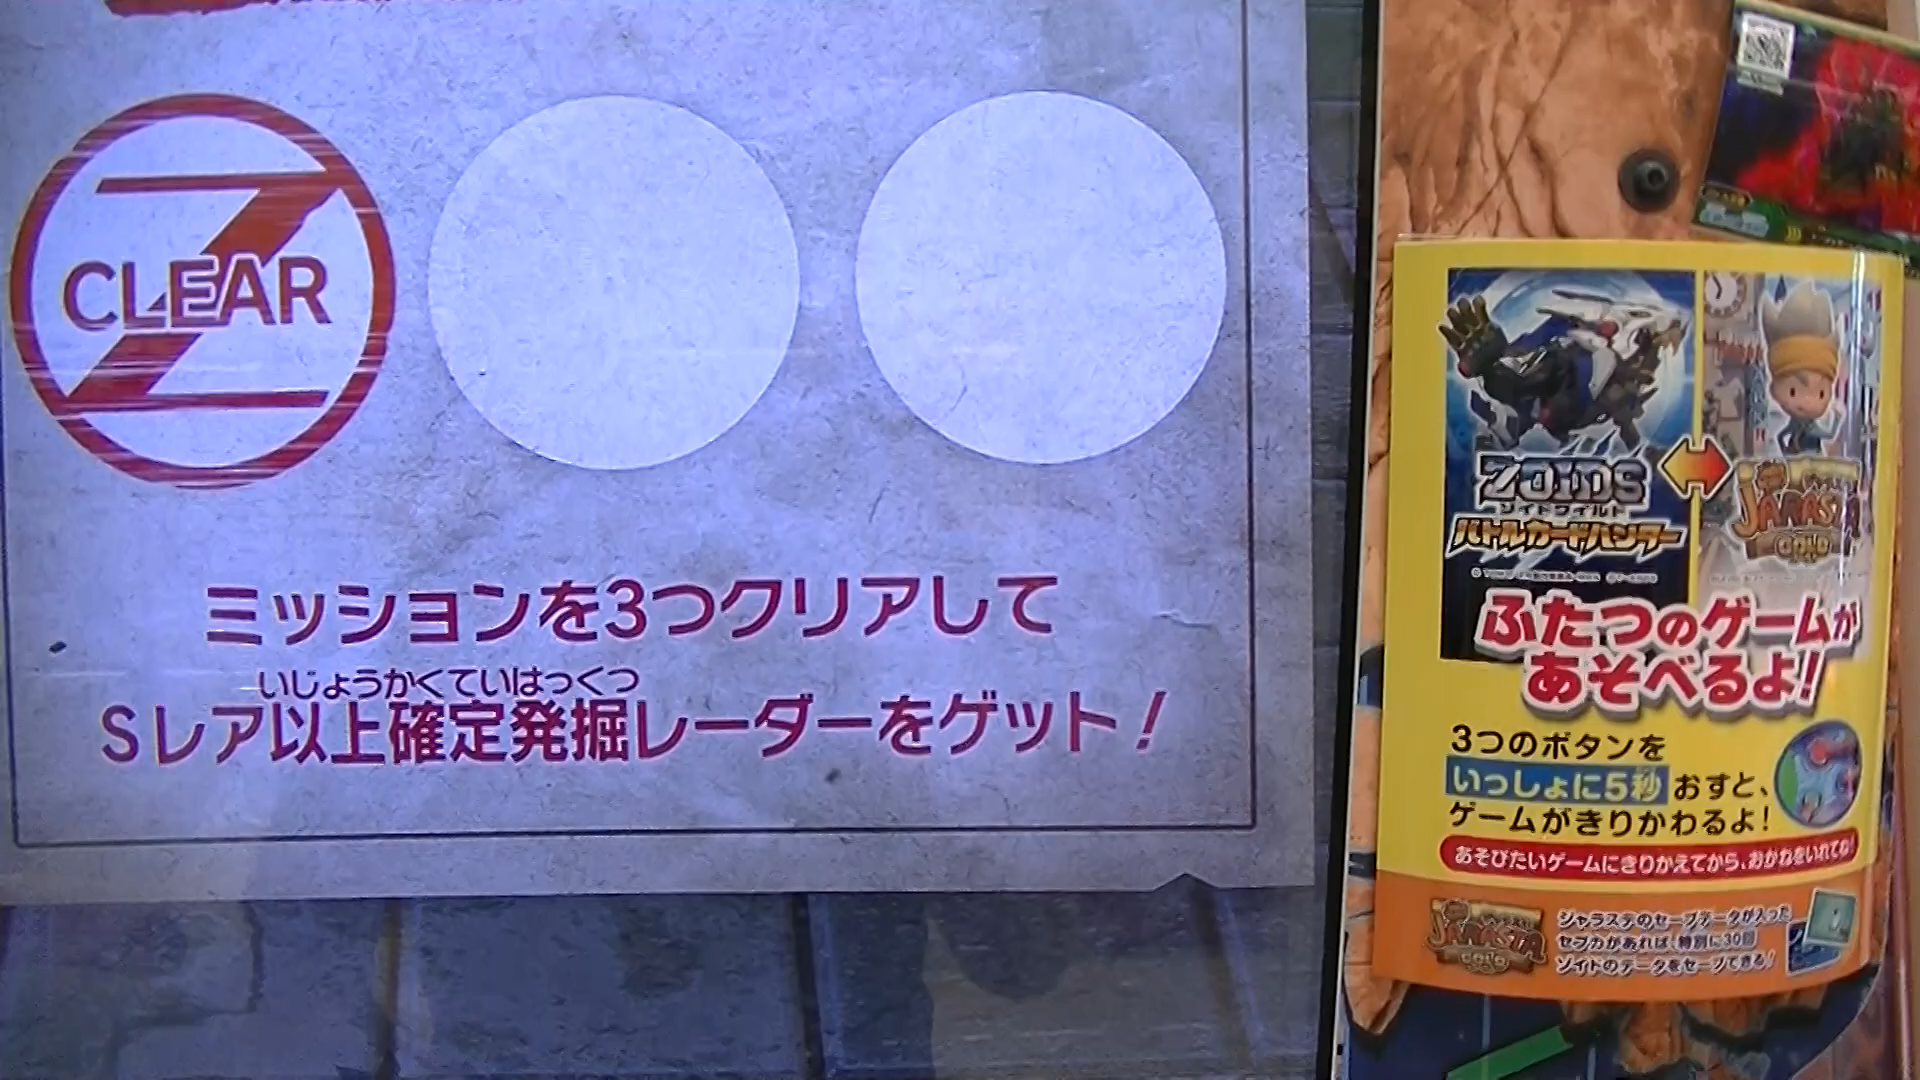 CLEAR
ミッションを3つクリアして
いじょうかくていはっくつ
Sレア以上確定発掘レーダーをゲット!
ZOIDS
ゾイドワイルド
バトルカードハンター
JARASTA
GOLD
ふたつのゲームが
あそべるよ!
3つのボタンを
いっしょに5秒おすと、
ゲームがきりかわるよ!
あそびたいゲームにきりかえてから、おかねをいれてね!
JARASTA
GOLD
ジャラステのセーブデータが入った
セブカがあれば、特別に30回
ゾイドのデータをセーブできる!